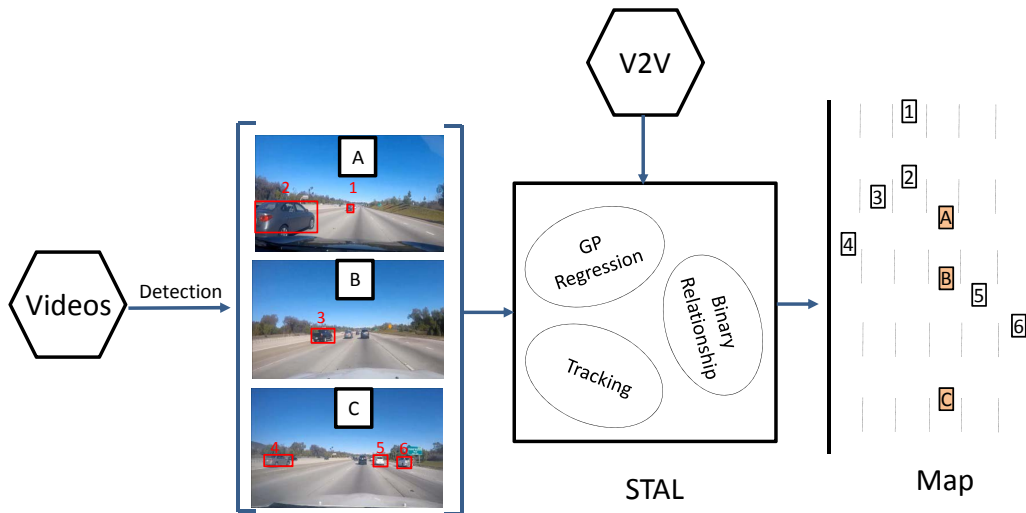 V2V
Videos
Detection
A
2
1
B
3
C
4
5
6
GP
Regression
Binary
Relationship
Tracking
STAL
1
2
3
A
4
B
5
6
C
Map